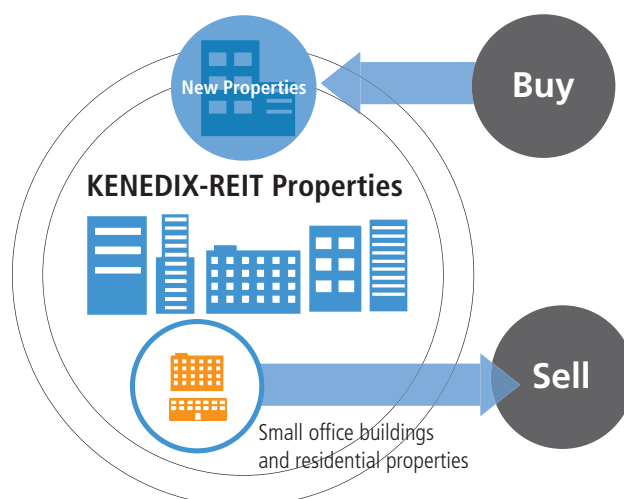 New Properties
Buy
KENEDIX-REIT Properties
Sell
Small office buildings
and residential properties